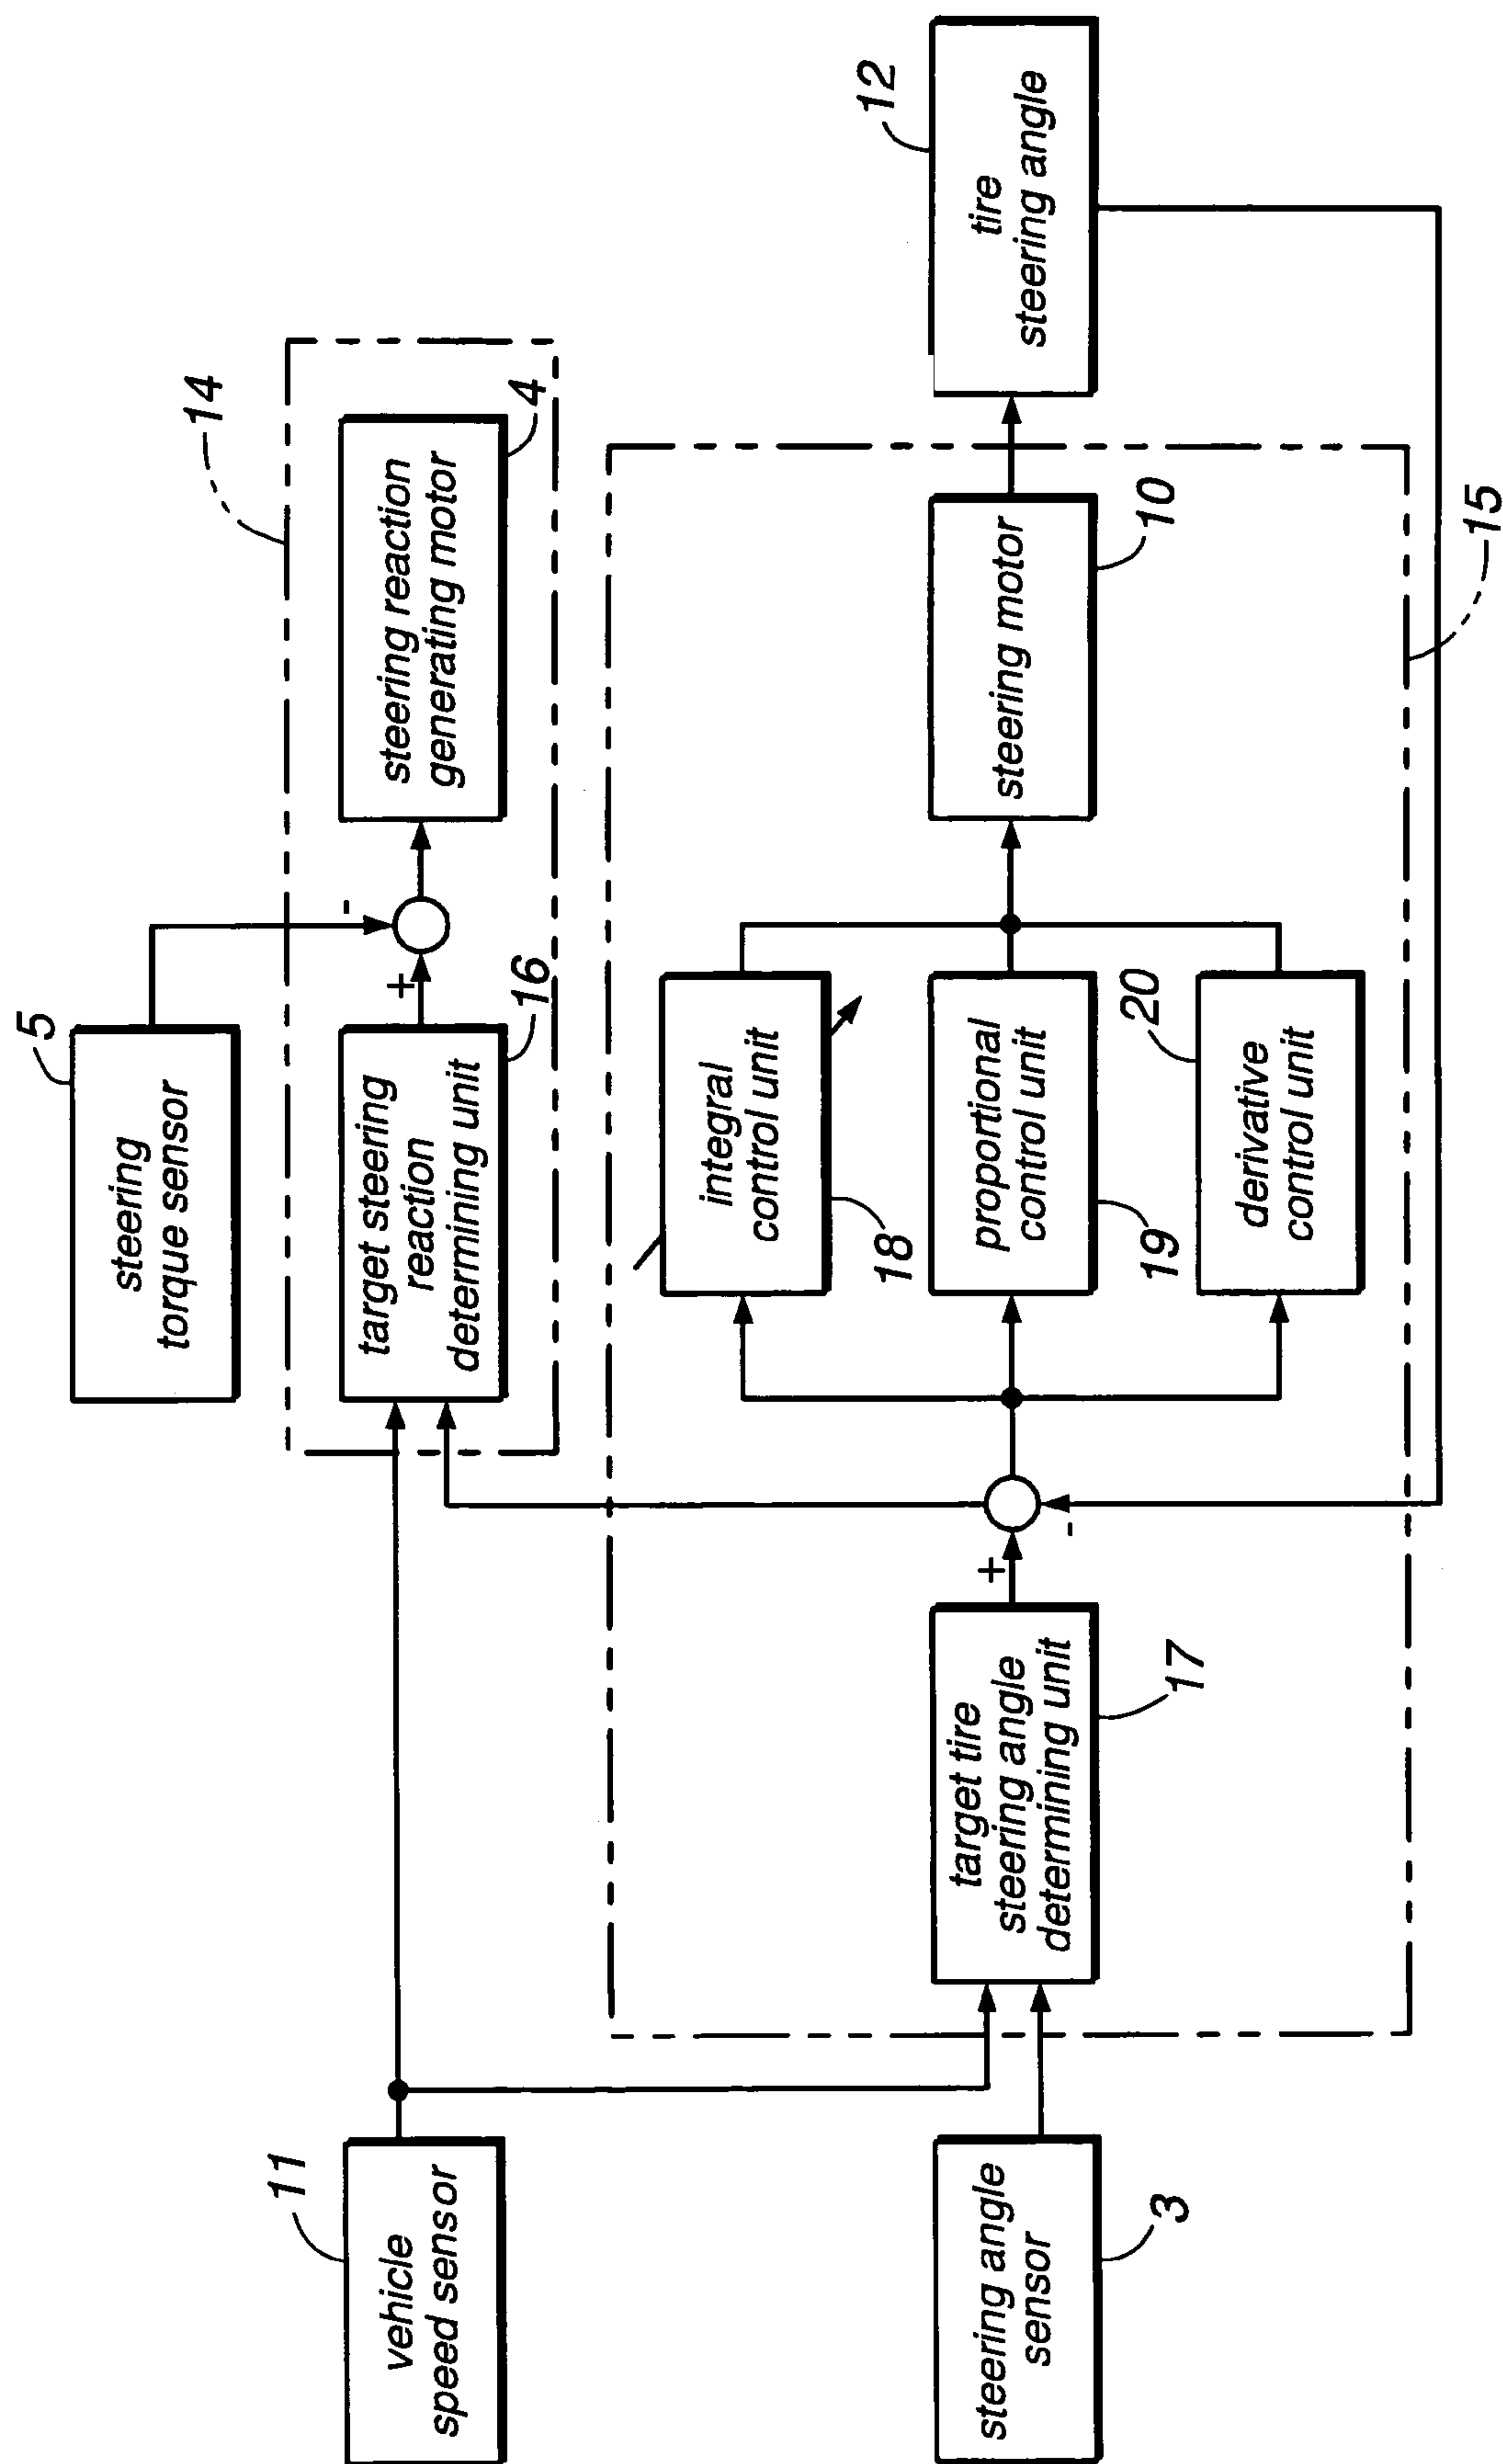 5
steering
torque sensor
14
11
vehicle
speed sensor
target steering
reaction
determining unit
16
+
-
steering reaction
generating motor
4
15
integral
control unit
18
3
steering angle
sensor
target tire
steering angle
determining unit
17
+
-
proportional
control unit
19
steering motor
10
12
tire
steering angle
20
derivative
control unit